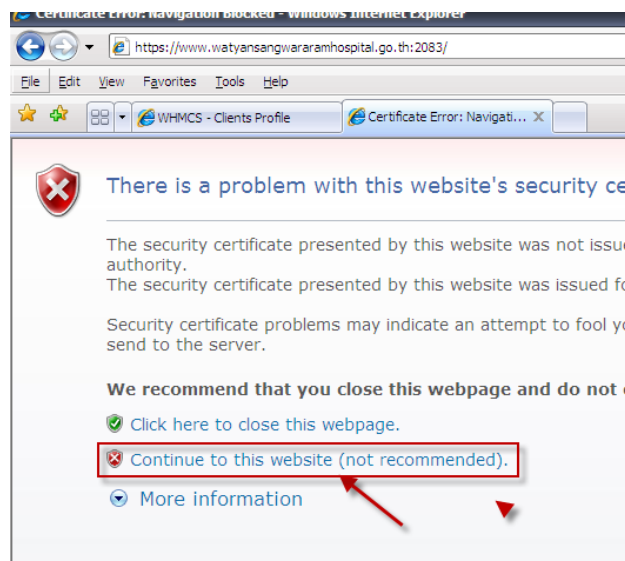 Certificate Error: Navigation Blocked - Windows Internet Explorer
https://www.watyansangwararamhospital.go.th:2083/
File Edit View Favorites Tools Help
WHMCS - Clients Profile Certificate Error: Navigati... X
There is a problem with this website's security ce
The security certificate presented by this website was not issu
authority.
The security certificate presented by this website was issued fo
Security certificate problems may indicate an attempt to fool yo
send to the server.
We recommend that you close this webpage and do not
Click here to close this webpage.
Continue to this website (not recommended).
More information